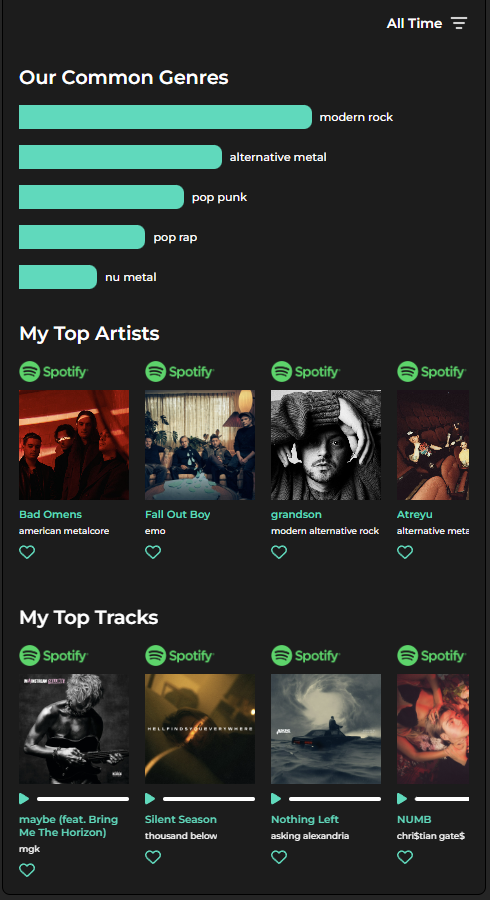 All Time
Our Common Genres
modern rock
alternative metal
pop punk
pop rap
nu metal
My Top Artists
Spotify Spotify Spotify Spotify
Bad Omens Fall Out Boy grandson Atreyu
american metalcore emo modern alternative rock alternative meta
My Top Tracks
Spotify Spotify Spotify Spotify
HELLFINDSYOUEVERYWHERE
maybe (feat. Bring Silent Season Nothing Left NUMB
Me The Horizon) thousand below asking alexandria chri$tian gate$
mgk